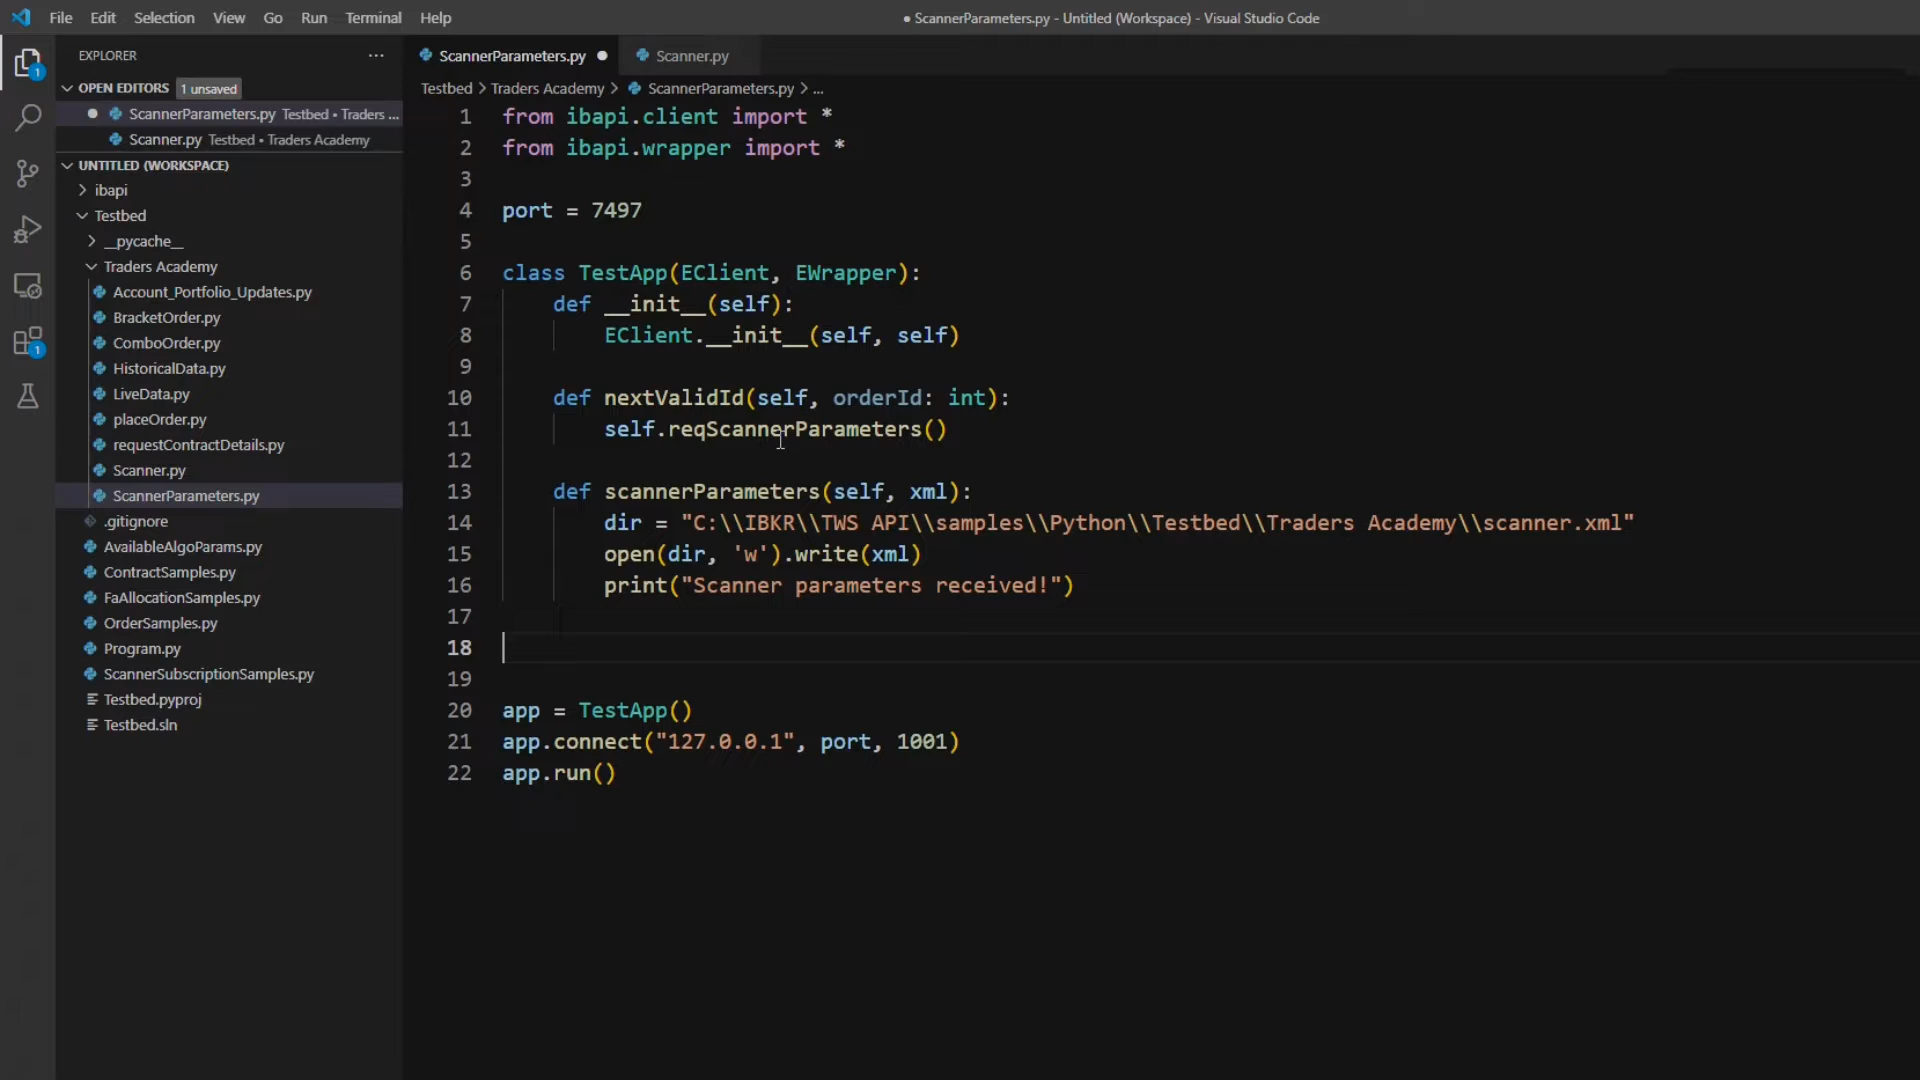 File Edit Selection View Go Run Terminal Help
● ScannerParameters.py - Untitled (Workspace) - Visual Studio Code
EXPLORER ···
OPEN EDITORS 1 unsaved
ScannerParameters.py Testbed • Traders ...
Scanner.py Testbed • Traders Academy
UNTITLED (WORKSPACE)
ibapi
Testbed
__pycache__
Traders Academy
Account_Portfolio_Updates.py
BracketOrder.py
ComboOrder.py
HistoricalData.py
LiveData.py
placeOrder.py
requestContractDetails.py
Scanner.py
ScannerParameters.py
.gitignore
AvailableAlgoParams.py
ContractSamples.py
FaAllocationSamples.py
OrderSamples.py
Program.py
ScannerSubscriptionSamples.py
Testbed.pyproj
Testbed.sln
1
1
ScannerParameters.py ● Scanner.py
Testbed > Traders Academy > ScannerParameters.py > ...
1 from ibapi.client import *
2 from ibapi.wrapper import *
3
4 port = 7497
5
6 class TestApp(EClient, EWrapper):
7 def __init__(self):
8 EClient.__init__(self, self)
9
10 def nextValidId(self, orderId: int):
11 self.reqScannerParameters()
12
13 def scannerParameters(self, xml):
14 dir = "C:\\IBKR\\TWS API\\samples\\Python\\Testbed\\Traders Academy\\scanner.xml"
15 open(dir, 'w').write(xml)
16 print("Scanner parameters received!")
17
18
19
20 app = TestApp()
21 app.connect("127.0.0.1", port, 1001)
22 app.run()